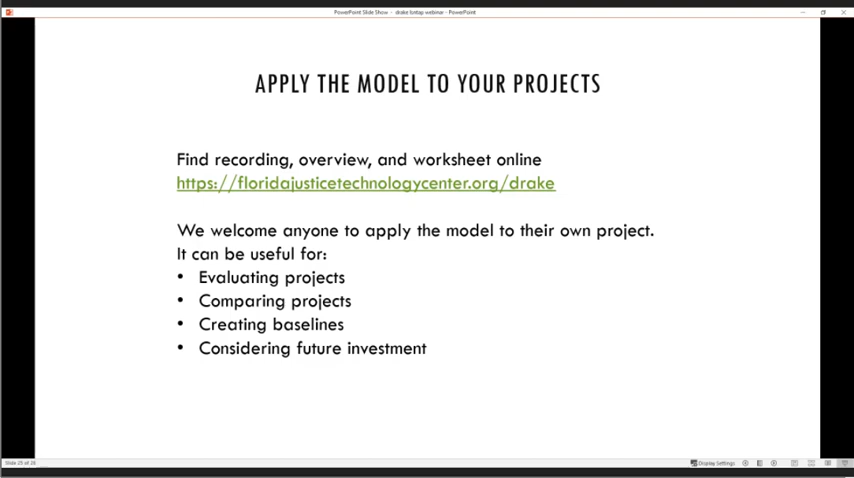 PowerPoint Slide Show - drake lsntap webinar - PowerPoint
APPLY THE MODEL TO YOUR PROJECTS
Find recording, overview, and worksheet online
https://floridajusticetechnologycenter.org/drake
We welcome anyone to apply the model to their own project.
It can be useful for:
• Evaluating projects
• Comparing projects
• Creating baselines
• Considering future investment
Slide 25 of 28
Display Settings